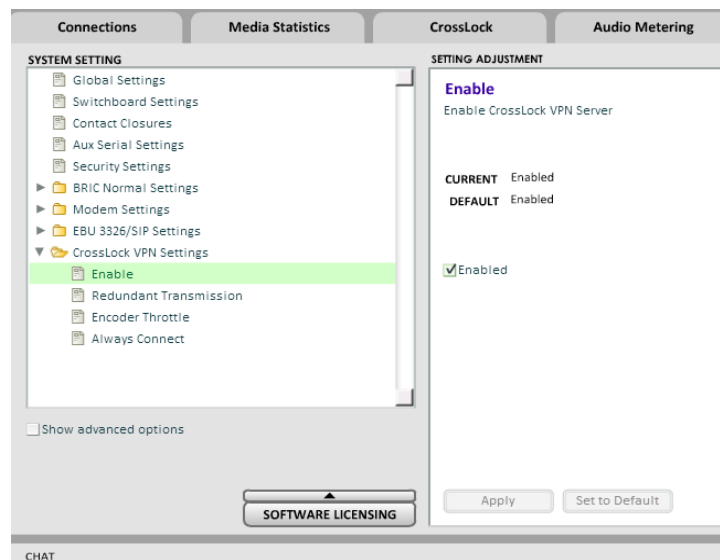 Connections
Media Statistics
CrossLock
Audio Metering
SYSTEM SETTING
Global Settings
Switchboard Settings
Contact Closures
Aux Serial Settings
Security Settings
BRIC Normal Settings
Modem Settings
EBU 3326/SIP Settings
CrossLock VPN Settings
Enable
Redundant Transmission
Encoder Throttle
Always Connect
Show advanced options
SOFTWARE LICENSING
SETTING ADJUSTMENT
Enable
Enable CrossLock VPN Server
CURRENT Enabled
DEFAULT Enabled
Enabled
Apply
Set to Default
CHAT